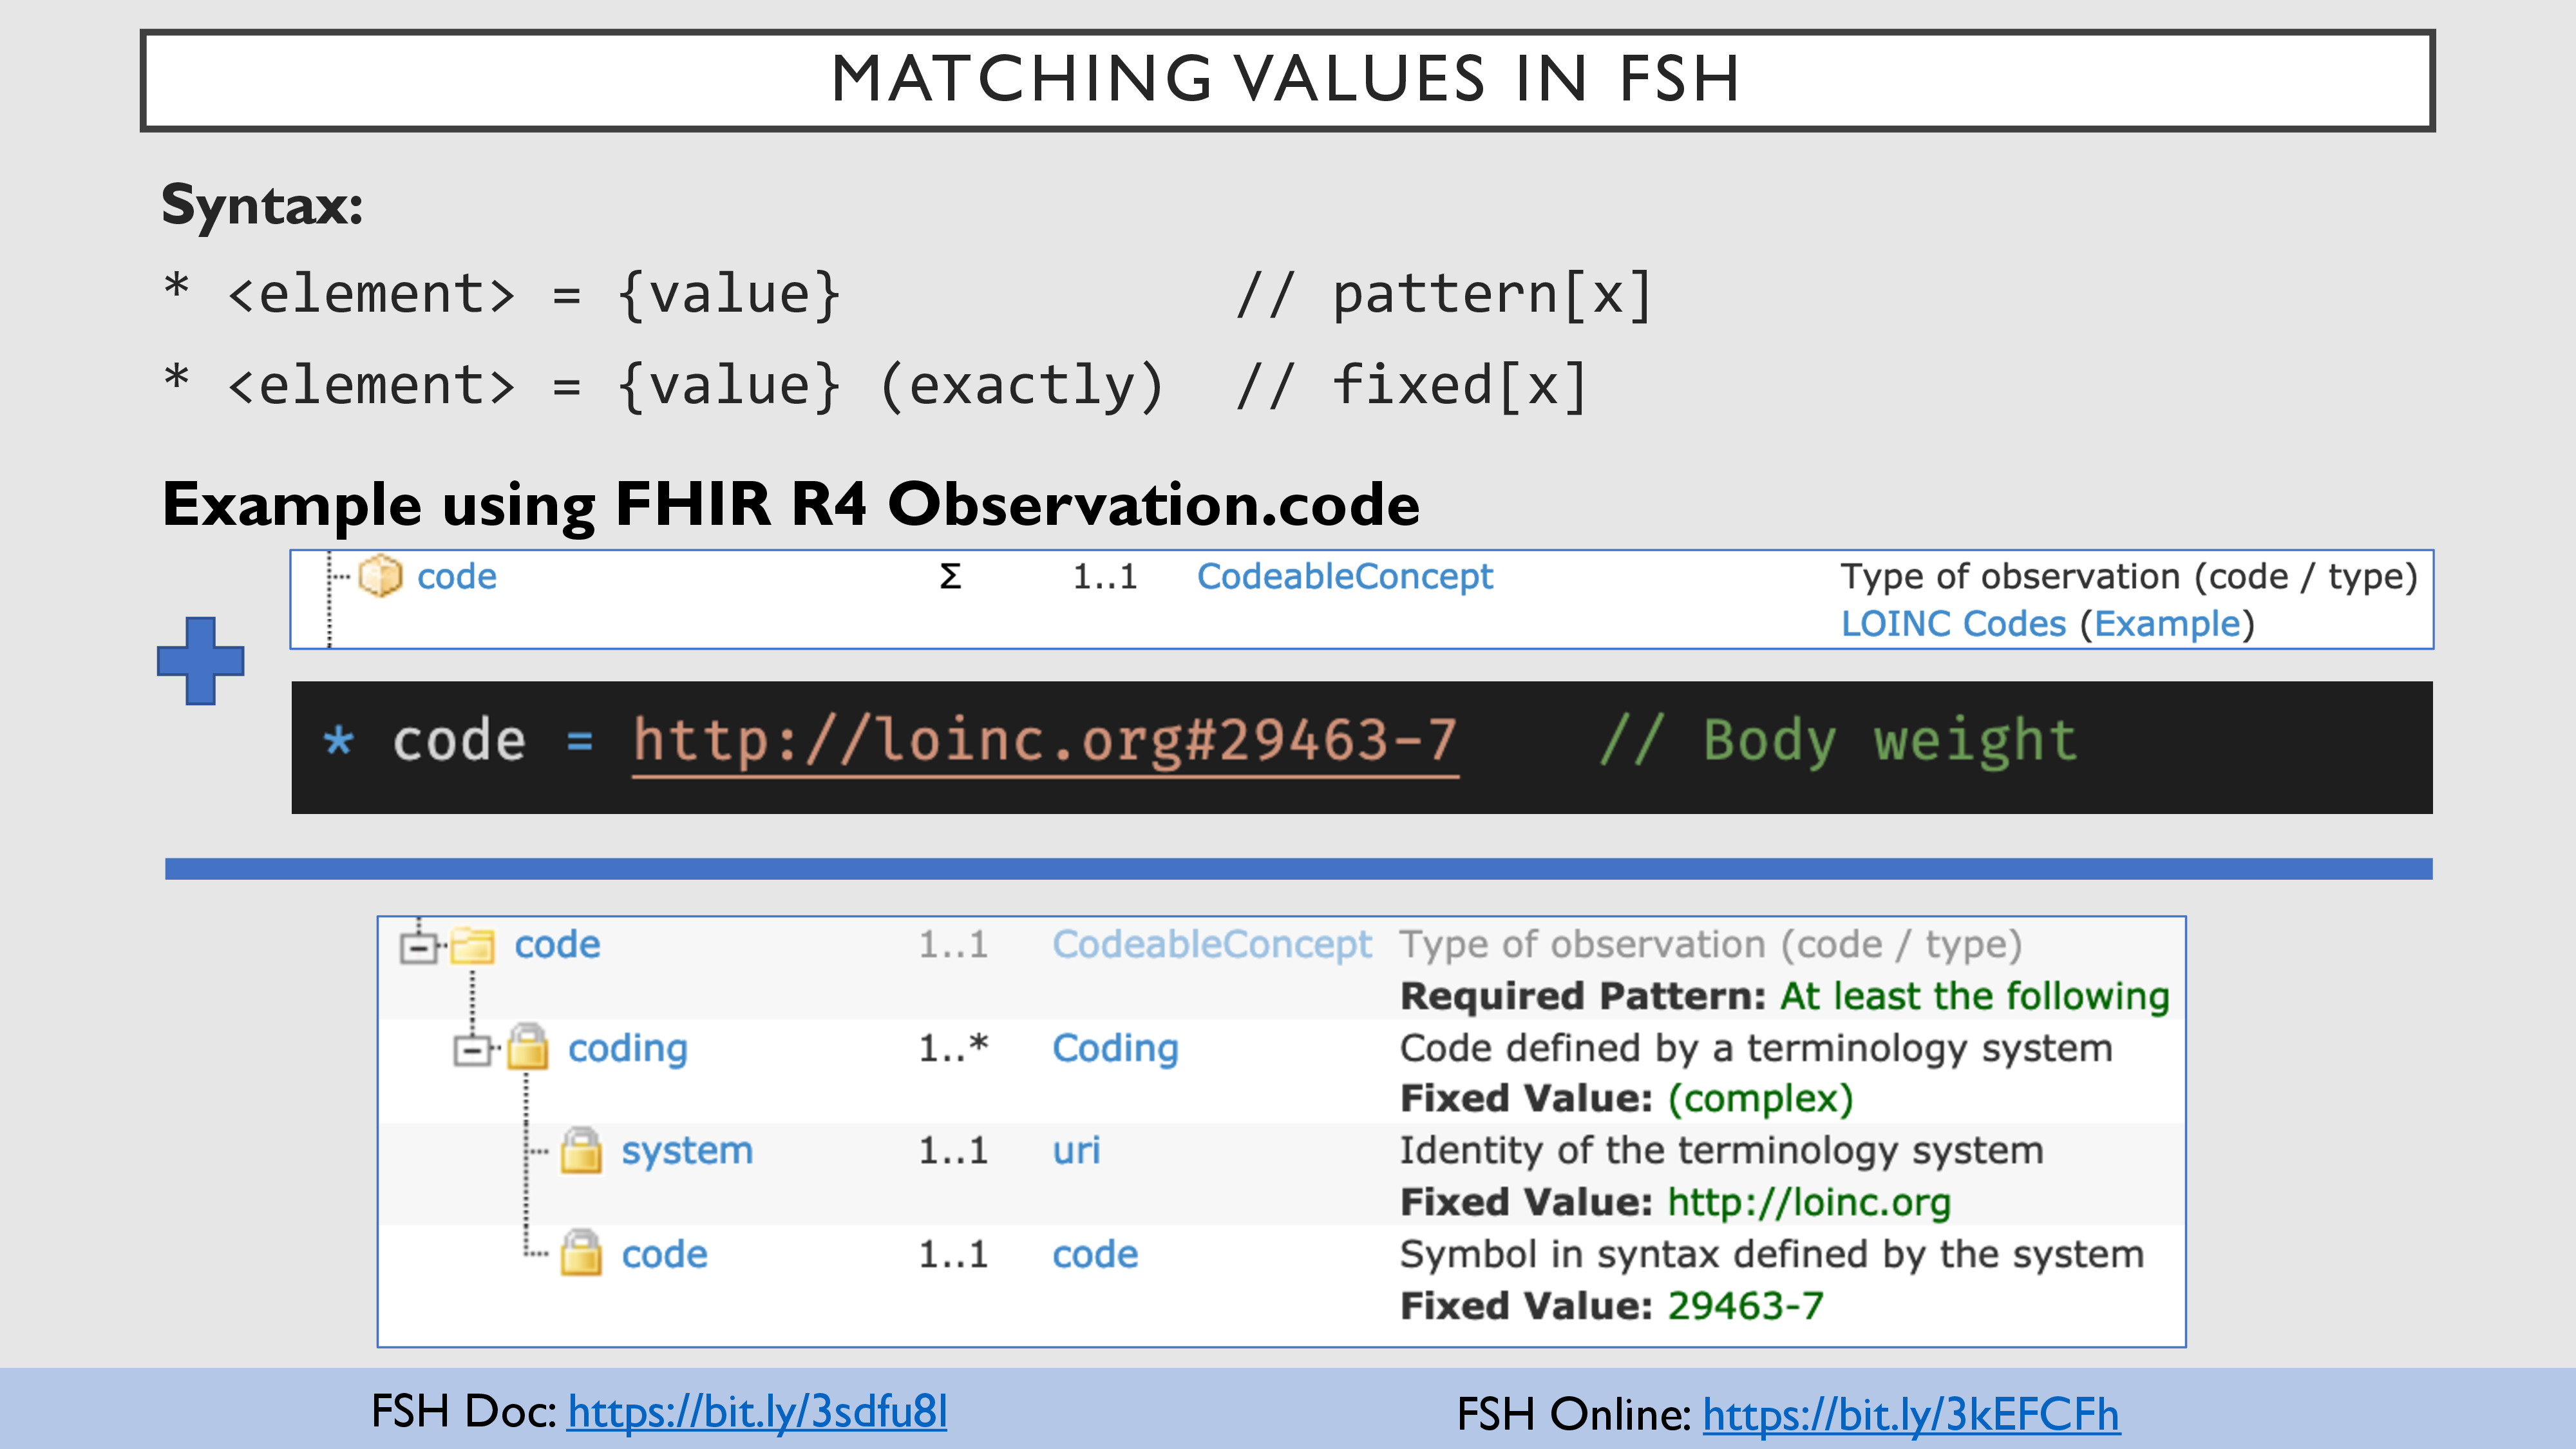 MATCHING VALUES IN FSH
Syntax:
* <element> = {value} // pattern[x]
* <element> = {value} (exactly) // fixed[x]
Example using FHIR R4 Observation.code
code Σ 1..1 CodeableConcept Type of observation (code / type)
LOINC Codes (Example)
* code = http://loinc.org#29463-7 // Body weight
code 1..1 CodeableConcept Type of observation (code / type)
Required Pattern: At least the following
coding 1..* Coding Code defined by a terminology system
Fixed Value: (complex)
system 1..1 uri Identity of the terminology system
Fixed Value: http://loinc.org
code 1..1 code Symbol in syntax defined by the system
Fixed Value: 29463-7
FSH Doc: https://bit.ly/3sdfu8l
FSH Online: https://bit.ly/3kEFCFh